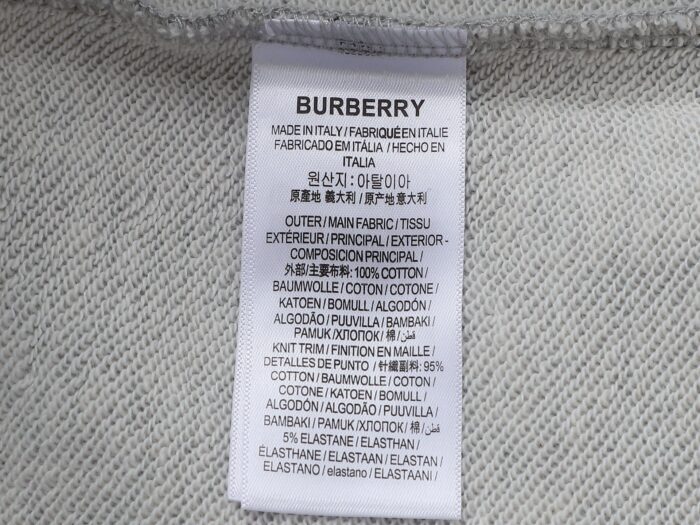 BURBERRY
MADE IN ITALY / FABRIQUÉ EN ITALIE
FABRICADO EM ITÁLIA / HECHO EN
ITALIA
원산지 : 아탈이아
原產地 義大利 / 原产地 意大利
OUTER / MAIN FABRIC / TISSU
EXTÉRIEUR / PRINCIPAL / EXTERIOR -
COMPOSICION PRINCIPAL /
外部 / 主要布料: 100% COTTON /
BAUMWOLLE / COTON / COTONE /
KATOEN / BOMULL / ALGODÓN /
ALGODÃO / PUUVILLA / BAMBAKI /
PAMUK / ХЛОПОК / 棉 / قطن /
KNIT TRIM / FINITION EN MAILLE /
DETALLES DE PUNTO / 针織副料: 95%
COTTON / BAUMWOLLE / COTON /
COTONE / KATOEN / BOMULL /
ALGODÓN / ALGODÃO / PUUVILLA /
BAMBAKI / PAMUK / ХЛОПОК / 棉 / قطن /
5% ELASTANE / ELASTHAN /
ÉLASTHANE / ELASTAAN / ELASTAN /
ELASTANO / elastano / ELASTAANI /